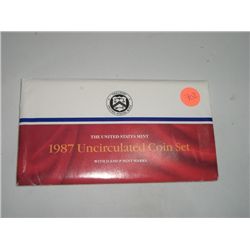 THE UNITED STATES MINT
1987 Uncirculated Coin Set
WITH D AND P MINT MARKS